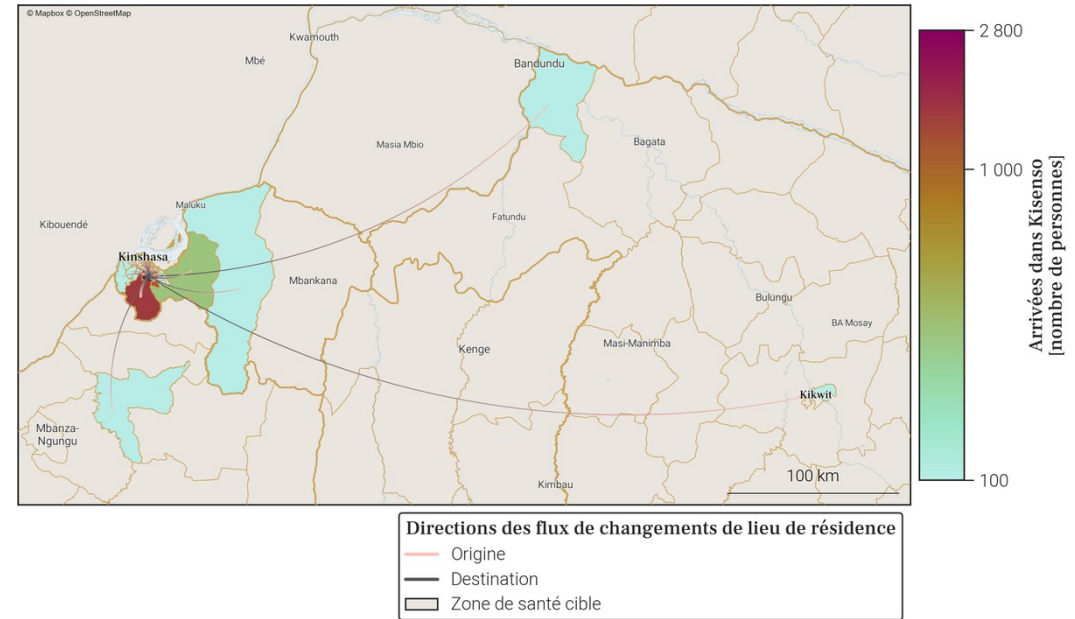 © Mapbox © OpenStreetMap
Kwamouth
Mbé
Bandundu
Masia Mbio
Bagata
Maluku
Kibouendé
Fatundu
Kinshasa
Mbankana
Bulungu
BA Mosay
Kenge
Masi-Manimba
Kikwit
Mbanza-
Ngungu
Kimbau
100 km
2 800
1 000
100
Arrivées dans Kisenso
[nombre de personnes]
Directions des flux de changements de lieu de résidence
Origine
Destination
Zone de santé cible